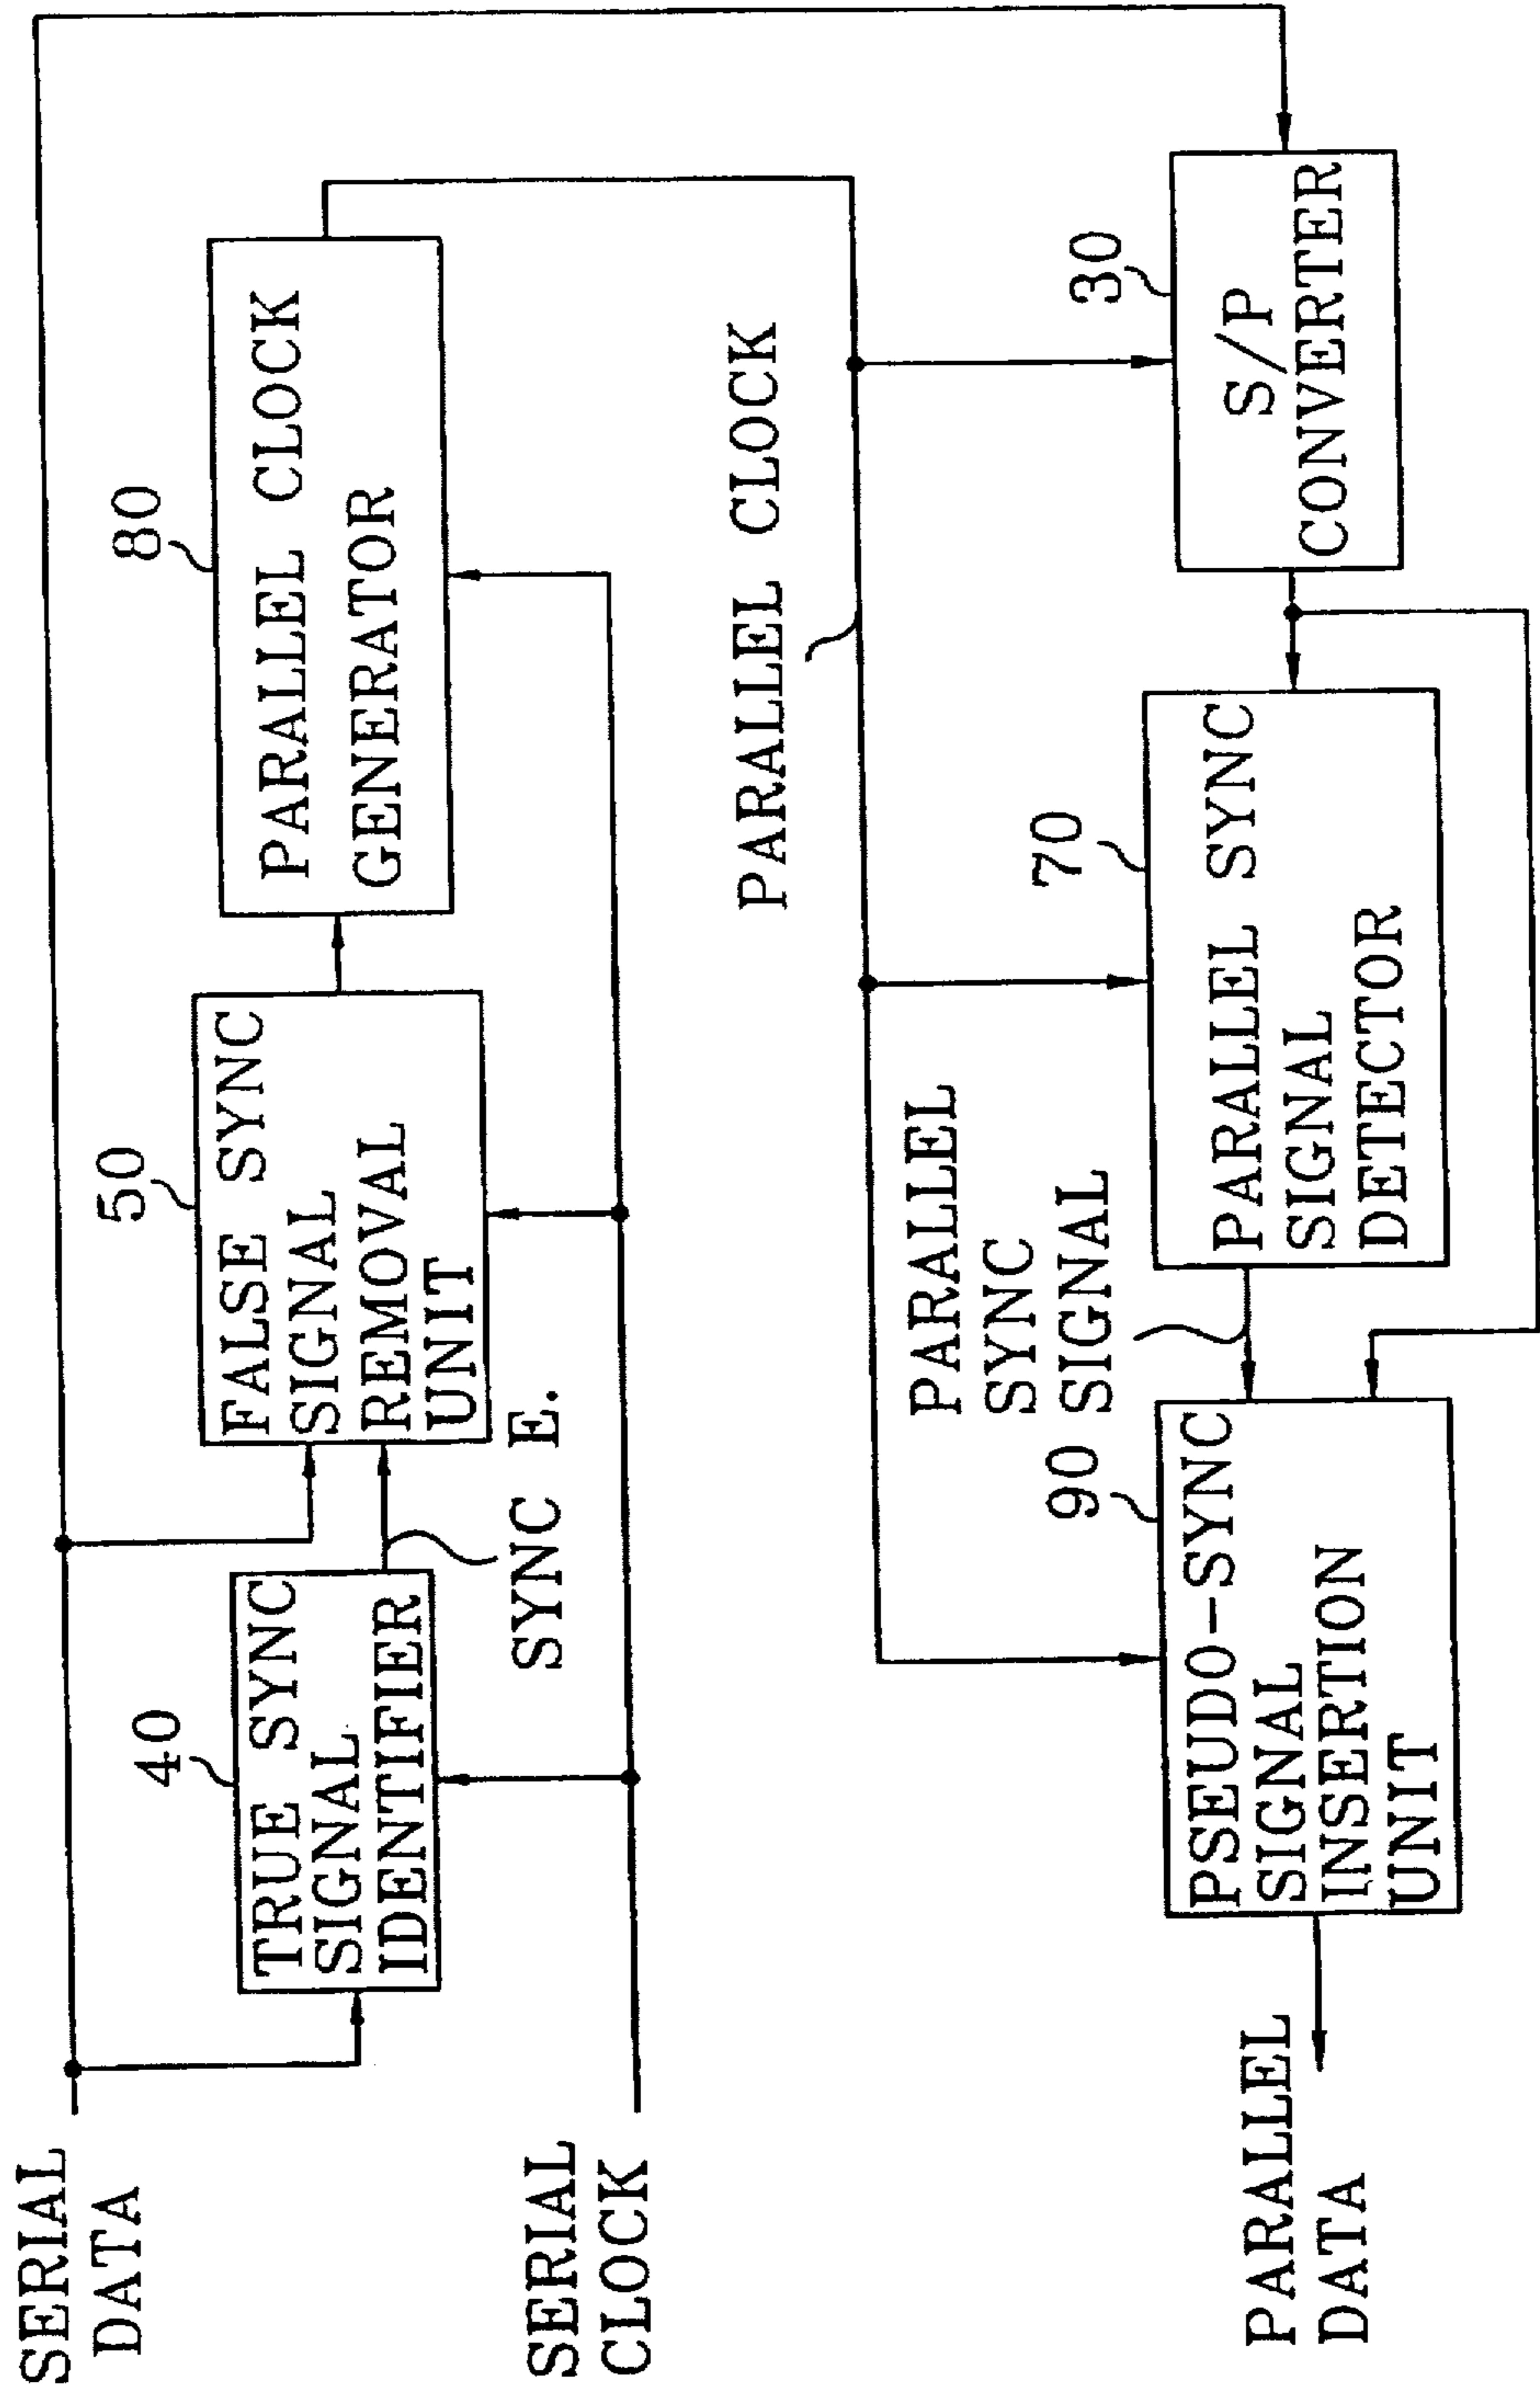 SERIAL
DATA
40
TRUE SYNC
SIGNAL
IDENTIFIER
SYNC E.
50
FALSE SYNC
SIGNAL
REMOVAL
UNIT
80
PARALLEL CLOCK
GENERATOR
SERIAL
CLOCK
PARALLEL CLOCK
PARALLEL
DATA
90
PSEUDO-SYNC
SIGNAL
INSERTION
UNIT
PARALLEL
SYNC
SIGNAL
70
PARALLEL SYNC
SIGNAL
DETECTOR
30
S/P
CONVERTER